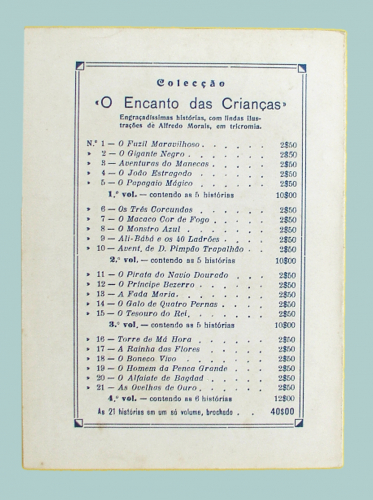 Colecção
«O Encanto das Crianças»
Engraçadíssimas histórias, com lindas ilus-
trações de Alfredo Morais, em tricromia.
N.º 1 — O Fuzil Maravilhoso . . . . . . 2$50
» 2 — O Gigante Negro . . . . . . . 2$50
» 3 — Aventuras do Manecas . . . . . 2$50
» 4 — O João Estragado . . . . . . 2$50
» 5 — O Papagaio Mágico . . . . . . 2$50
1.º vol. — contendo as 5 histórias 10$00
» 6 — Os Três Corcundas . . . . . . 2$50
» 7 — O Macaco Cor de Fogo . . . . . 2$50
» 8 — O Monstro Azul . . . . . . . 2$50
» 9 — Ali-Bábá e os 40 Ladrões . . . . 2$50
» 10 — Avent. de D. Pimpão Trapalhão . . 2$50
2.º vol. — contendo as 5 histórias 10$00
» 11 — O Pirata do Navio Dourado . . . . 2$50
» 12 — O Príncipe Bezerro . . . . . . 2$50
» 13 — A Fada Maria . . . . . . . . 2$50
» 14 — O Galo de Quatro Pernas . . . . . 2$50
» 15 — O Tesouro do Rei . . . . . . . 2$50
3.º vol. — contendo as 5 histórias 10$00
» 16 — Torre de Má Hora . . . . . . . 2$50
» 17 — A Rainha das Flores . . . . . . 2$50
» 18 — O Boneco Vivo . . . . . . . 2$50
» 19 — O Homem da Penca Grande . . . . 2$50
» 20 — O Alfaiate de Bagdad . . . . . . 2$50
» 21 — As Ovelhas de Ouro . . . . . . 2$50
4.º vol. — contendo as 6 histórias 12$00
As 21 histórias em um só volume, brochado . . 40$00